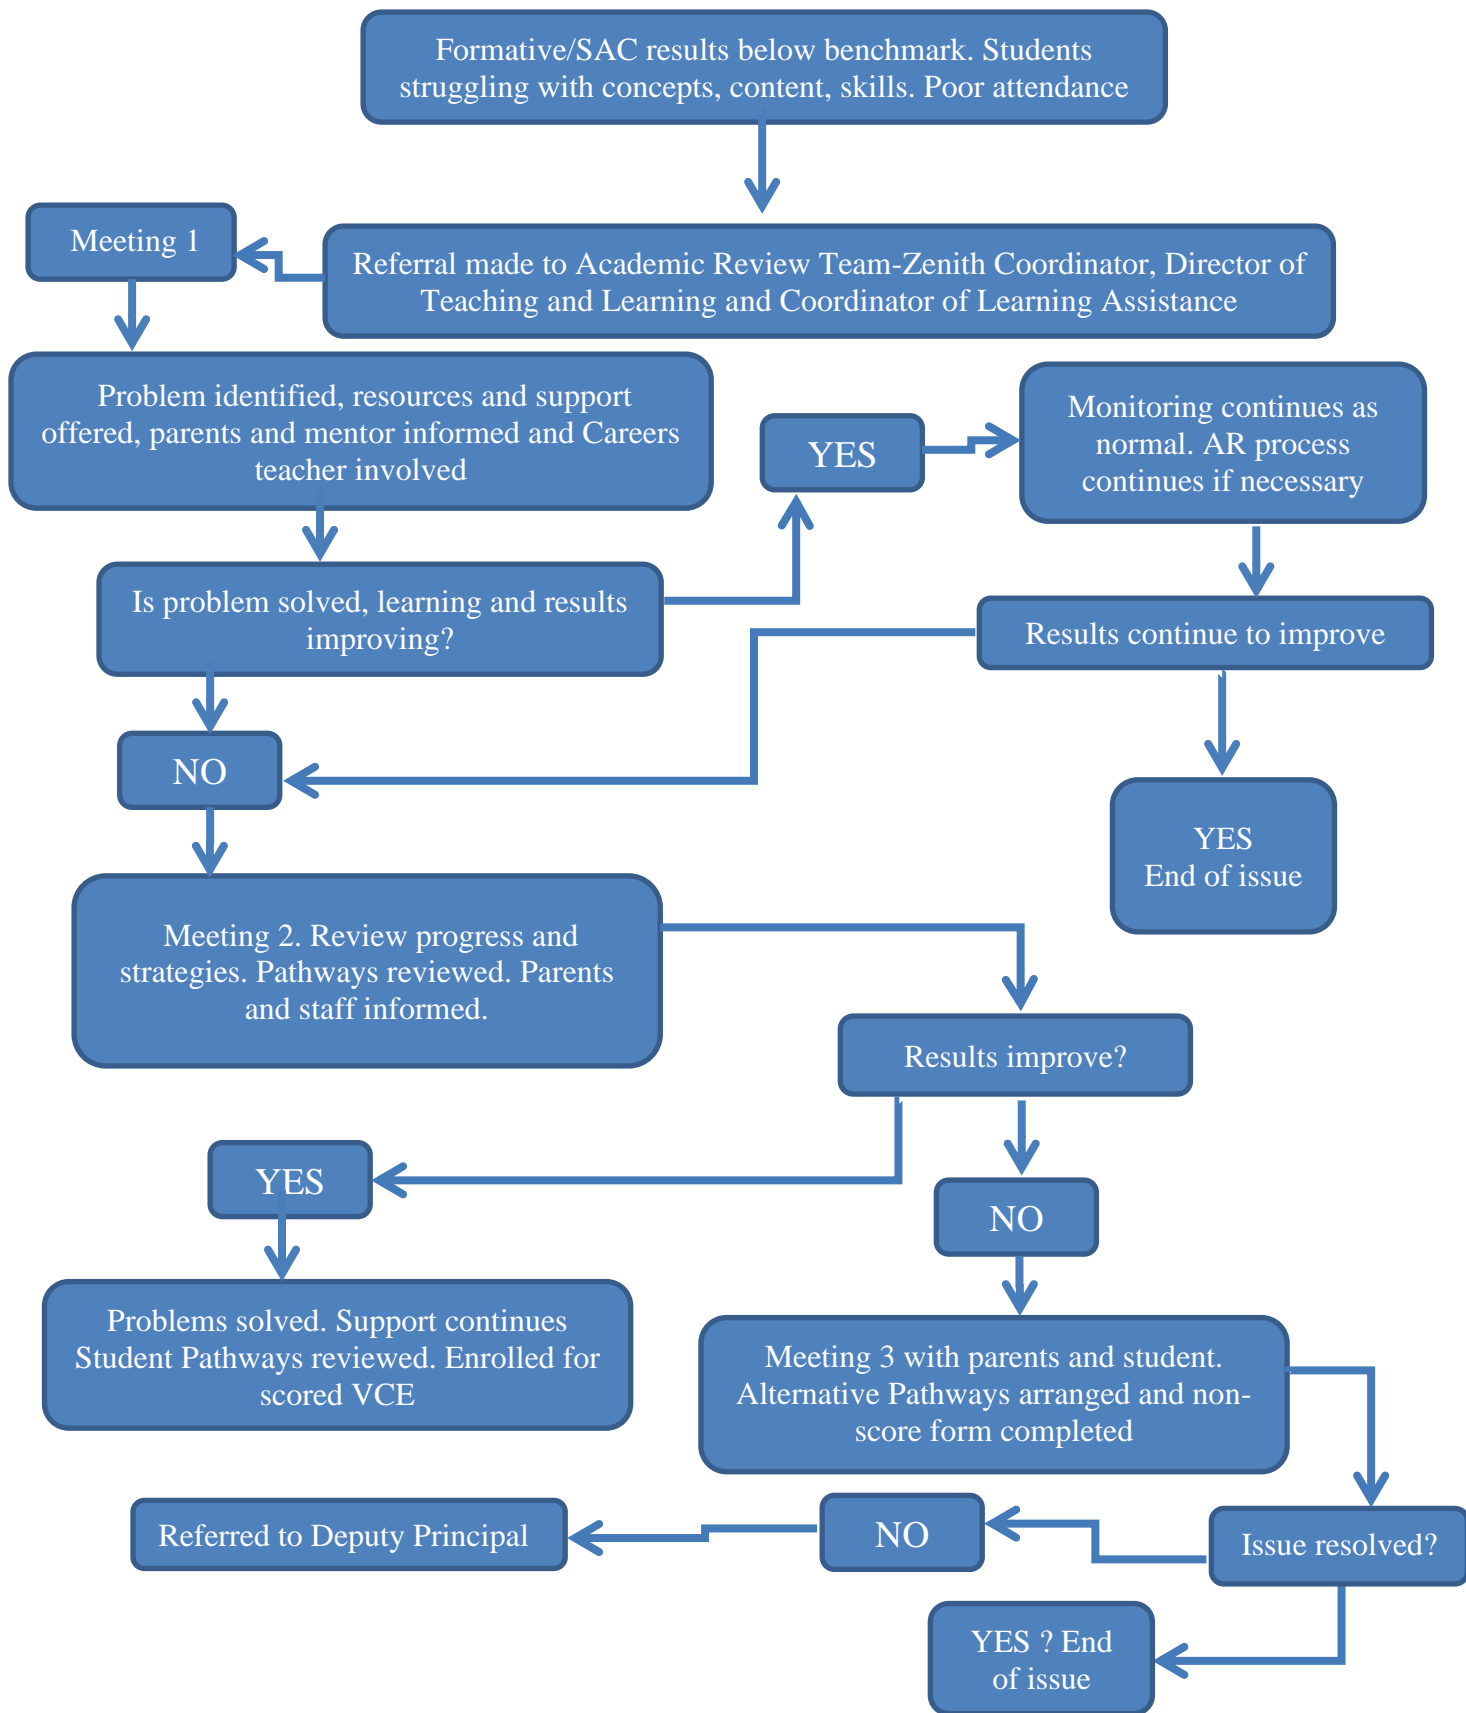 Formative/SAC results below benchmark. Students
struggling with concepts, content, skills. Poor attendance
Meeting 1
Referral made to Academic Review Team-Zenith Coordinator, Director of
Teaching and Learning and Coordinator of Learning Assistance
Problem identified, resources and support
offered, parents and mentor informed and Careers
teacher involved
YES
Monitoring continues as
normal. AR process
continues if necessary
Is problem solved, learning and results
improving?
Results continue to improve
NO
YES
End of issue
Meeting 2. Review progress and
strategies. Pathways reviewed. Parents
and staff informed.
Results improve?
YES
NO
Problems solved. Support continues
Student Pathways reviewed. Enrolled for
scored VCE
Meeting 3 with parents and student.
Alternative Pathways arranged and non-
score form completed
Referred to Deputy Principal
NO
Issue resolved?
YES ? End
of issue